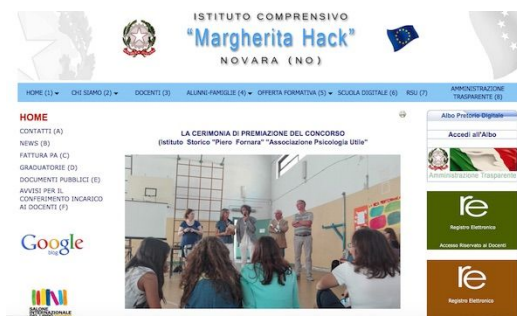 ISTITUTO COMPRENSIVO
"Margherita Hack"
NOVARA (NO)
HOME (1)
CHI SIAMO (2)
DOCENTI (3)
ALUNNI-FAMIGLIE (4)
OFFERTA FORMATIVA (5)
SCUOLA DIGITALE (6)
RSU (7)
AMMINISTRAZIONE
TRASPARENTE (8)
HOME
CONTATTI (A)
NEWS (B)
FATTURA PA (C)
GRADUATORIE (D)
DOCUMENTI PUBBLICI (E)
AVVISI PER IL
CONFERIMENTO INCARICO
AI DOCENTI (F)
Google
blog
SALONE
INTERNAZIONALE
LA CERIMONIA DI PREMIAZIONE DEL CONCORSO
(Istituto Storico "Piero Fornara" "Associazione Psicologia Utile"
Albo Pretorio Digitale
Accedi all'Albo
Amministrazione Trasparente
re
Registro Elettronico
Accesso Riservato ai Docenti
re
Registro Elettronico